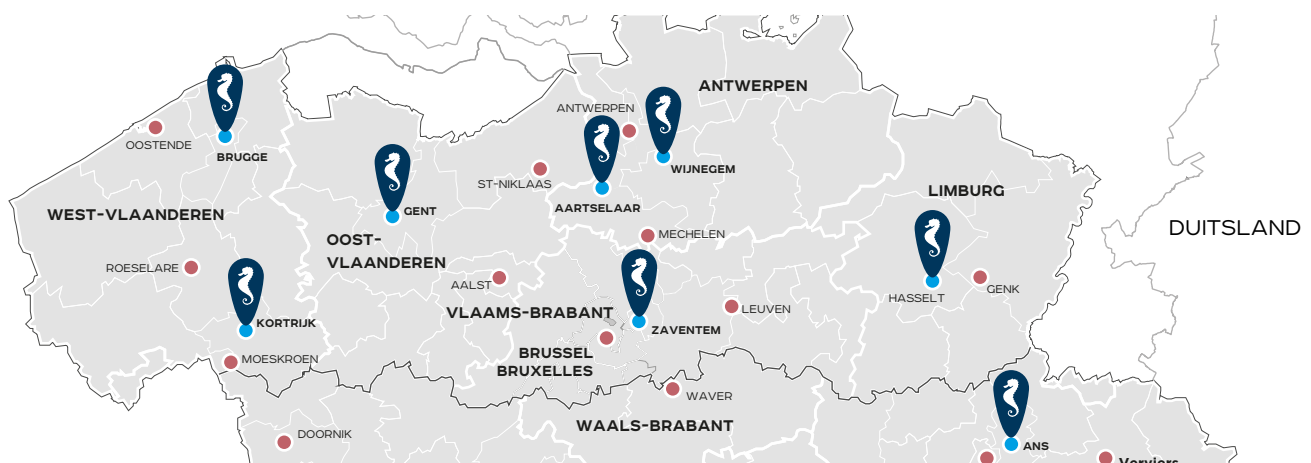 ANTWERPEN
ANTWERPEN
OOSTENDE
BRUGGE
WIJNEGEM
ST-NIKLAAS
LIMBURG
AARTSELAAR
GENT
WEST-VLAANDEREN
DUITSLAND
MECHELEN
OOST-
VLAANDEREN
ROESELARE
AALST
GENK
HASSELT
LEUVEN
VLAAMS-BRABANT
KORTRIJK
ZAVENTEM
BRUSSEL
BRUXELLES
MOESKROEN
WAVER
WAALS-BRABANT
DOORNIK
ANS
Verviers